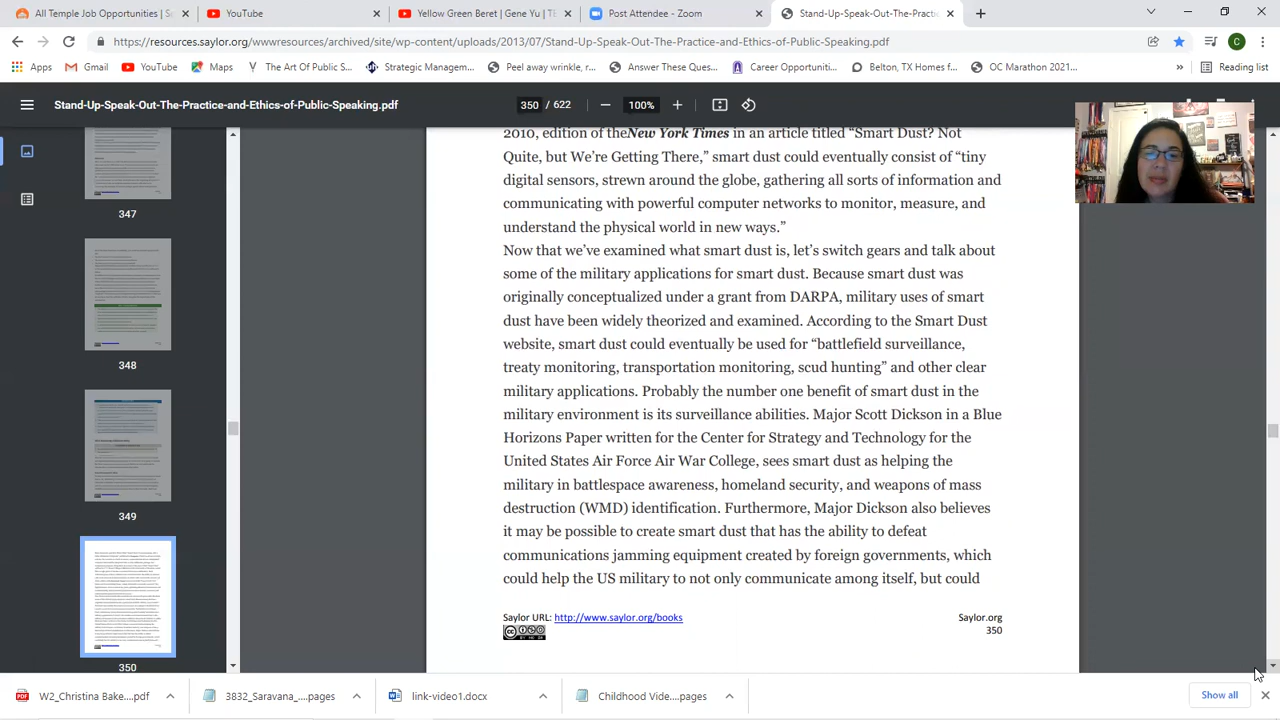 All Temple Job Opportunities | Sc
YouTube
Yellow Green Beret | Gene Yu | TE
Post Attendee - Zoom
Stand-Up-Speak-Out-The-Practic
https://resources.saylor.org/wwwresources/archived/site/wp-content/uploads/2013/07/Stand-Up-Speak-Out-The-Practice-and-Ethics-of-Public-Speaking.pdf
C
Apps
Gmail
YouTube
Maps
The Art Of Public S...
Strategic Managem...
Peel away wrinkle, r...
Answer These Ques...
Career Opportuniti...
Belton, TX Homes f...
OC Marathon 2021...
»
Reading list
Stand-Up-Speak-Out-The-Practice-and-Ethics-of-Public-Speaking.pdf
350 / 622
100%
347
348
349
350
2010, edition of theNew York Times in an article titled “Smart Dust? Not
Quite, but We’re Getting There,” smart dust could eventually consist of “tiny
digital sensors, strewn around the globe, gathering all sorts of information and
communicating with powerful computer networks to monitor, measure, and
understand the physical world in new ways.”
Now that we’ve examined what smart dust is, let’s switch gears and talk about
some of the military applications for smart dust. Because smart dust was
originally conceptualized under a grant from DARPA, military uses of smart
dust have been widely theorized and examined. According to the Smart Dust
website, smart dust could eventually be used for “battlefield surveillance,
treaty monitoring, transportation monitoring, scud hunting” and other clear
military applications. Probably the number one benefit of smart dust in the
military environment is its surveillance abilities. Major Scott Dickson in a Blue
Horizons Paper written for the Center for Strategy and Technology for the
United States Air Force Air War College, sees smart dust as helping the
military in battlespace awareness, homeland security, and weapons of mass
destruction (WMD) identification. Furthermore, Major Dickson also believes
it may be possible to create smart dust that has the ability to defeat
communications jamming equipment created by foreign governments, which
could help the US military to not only communicate among itself, but could
Saylor URL: http://www.saylor.org/books
Saylor.org
350
W2_Christina Bake....pdf
3832_Saravana_....pages
link-video1.docx
Childhood Vide....pages
Show all